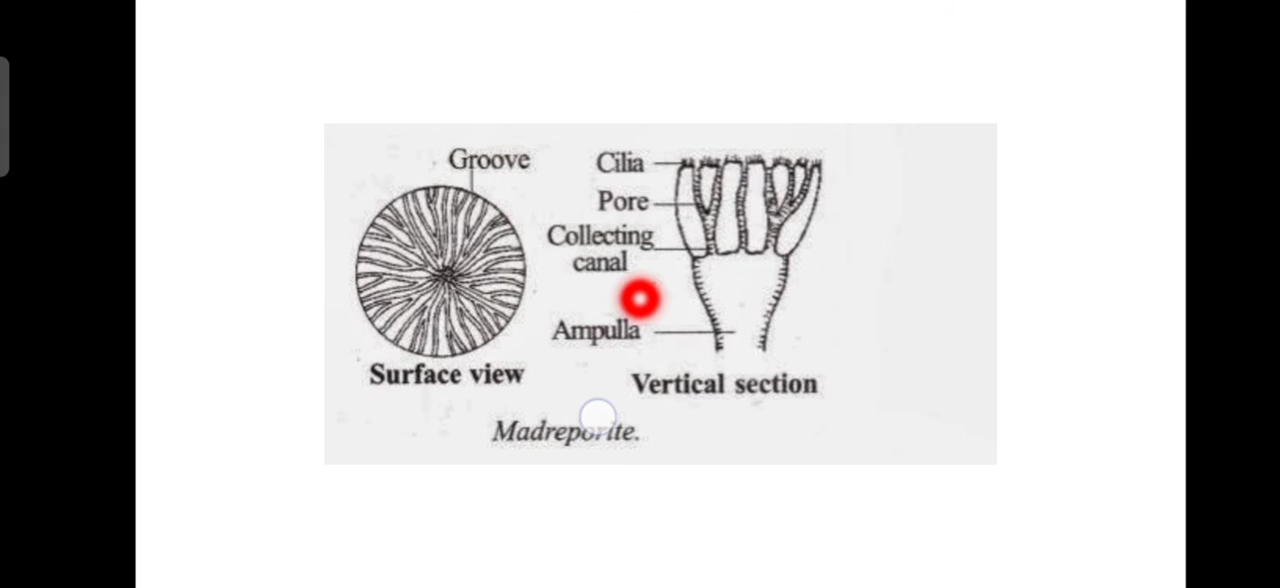 Groove
Cilia
Pore
Collecting
canal
Ampulla
Surface view
Vertical section
Madreporite.